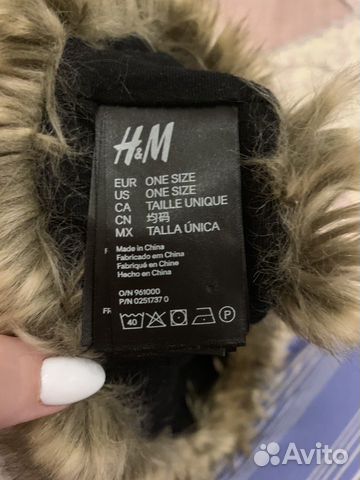 H&M
EUR ONE SIZE
US ONE SIZE
CA TAILLE UNIQUE
CN 均码
MX TALLA ÚNICA
Made in China
Fabricado en China
Fabriqué en Chine
Hecho en China
O/N 961000
P/N 0251737 0
40 P
Avito